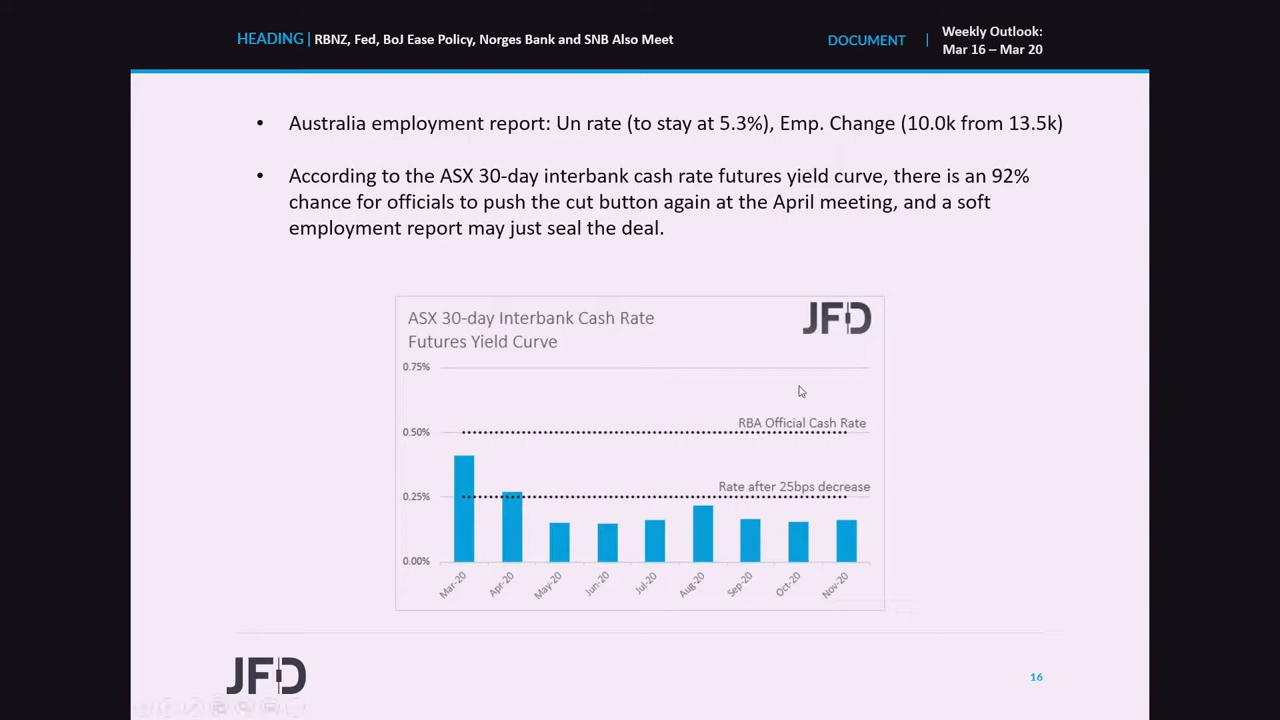 HEADING | RBNZ, Fed, BoJ Ease Policy, Norges Bank and SNB Also Meet
DOCUMENT | Weekly Outlook:
Mar 16 – Mar 20
• Australia employment report: Un rate (to stay at 5.3%), Emp. Change (10.0k from 13.5k)
• According to the ASX 30-day interbank cash rate futures yield curve, there is an 92%
chance for officials to push the cut button again at the April meeting, and a soft
employment report may just seal the deal.
ASX 30-day Interbank Cash Rate
Futures Yield Curve
JFD
0.75%
RBA Official Cash Rate
0.50%
Rate after 25bps decrease
0.25%
0.00%
Mar-20 Apr-20 May-20 Jun-20 Jul-20 Aug-20 Sep-20 Oct-20 Nov-20
JFD
16